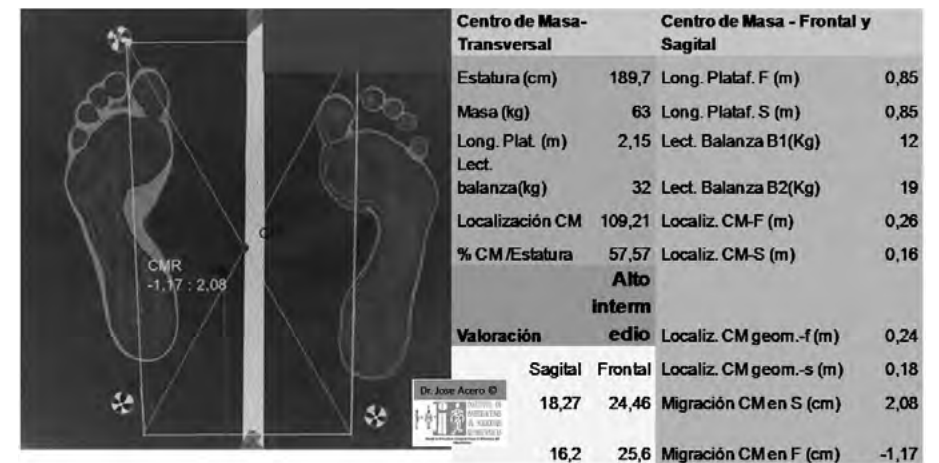 Centro de Masa- Centro de Masa - Frontal y
Transversal Sagital
Estatura (cm) 189,7 Long. Plataf. F (m) 0,85
Masa (kg) 63 Long. Plataf. S (m) 0,85
Long. Plat. (m) 2,15 Lect. Balanza B1(Kg) 12
Lect.
balanza(kg) 32 Lect. Balanza B2(Kg) 19
Localización CM 109,21 Localiz. CM-F (m) 0,26
% CM /Estatura 57,57 Localiz. CM-S (m) 0,16
Alto
interm
Valoración edio Localiz. CM geom.-f (m) 0,24
Sagital Frontal Localiz. CM geom.-s (m) 0,18
18,27 24,46 Migración CM en S (cm) 2,08
16,2 25,6 Migración CM en F (cm) -1,17
CMR
-1,17 : 2,08
Dr. Jose Acero ©